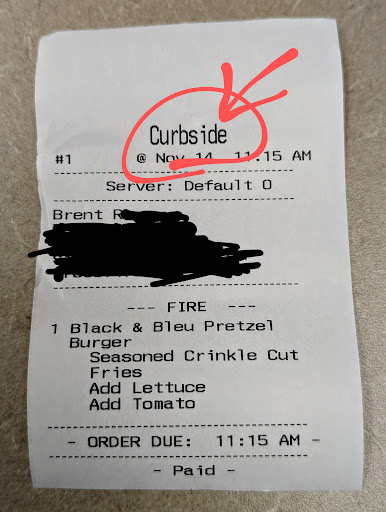 Curbside
#1 @ Nov 14 11:15 AM
Server: Default O
Brent R
--- FIRE ---
1 Black & Bleu Pretzel
Burger
Seasoned Crinkle Cut
Fries
Add Lettuce
Add Tomato
- ORDER DUE: 11:15 AM -
- Paid -